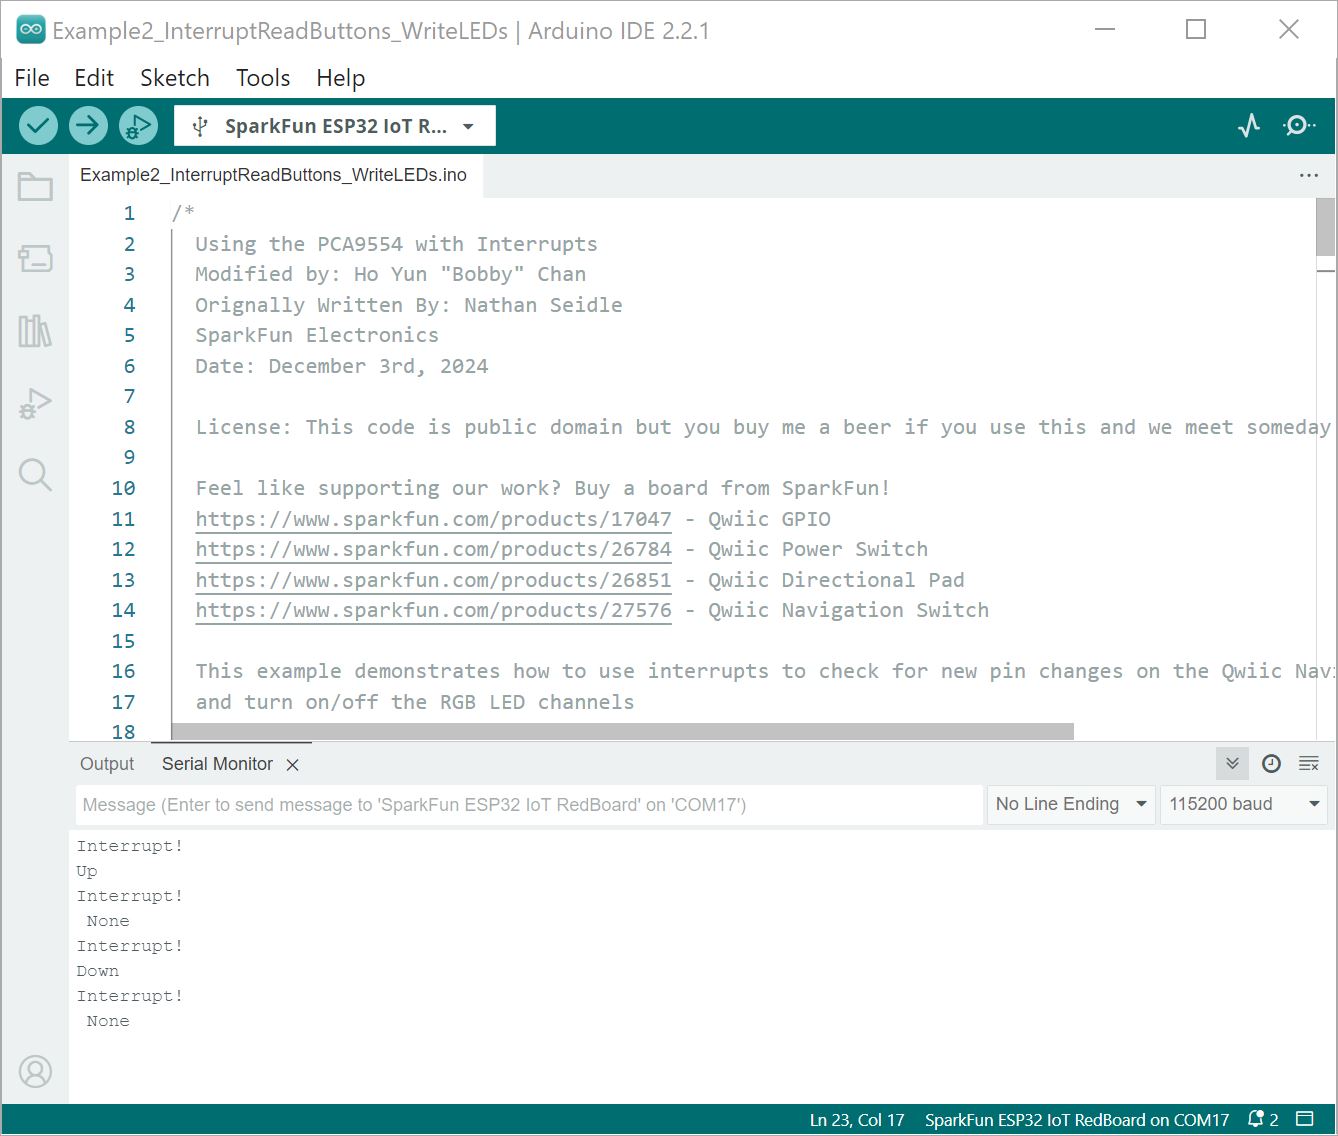 Example2_InterruptReadButtons_WriteLEDs | Arduino IDE 2.2.1
File Edit Sketch Tools Help
SparkFun ESP32 IoT R...
Example2_InterruptReadButtons_WriteLEDs.ino
1 /*
2 Using the PCA9554 with Interrupts
3 Modified by: Ho Yun "Bobby" Chan
4 Orignally Written By: Nathan Seidle
5 SparkFun Electronics
6 Date: December 3rd, 2024
7
8 License: This code is public domain but you buy me a beer if you use this and we meet someday
9
10 Feel like supporting our work? Buy a board from SparkFun!
11 https://www.sparkfun.com/products/17047 - Qwiic GPIO
12 https://www.sparkfun.com/products/26784 - Qwiic Power Switch
13 https://www.sparkfun.com/products/26851 - Qwiic Directional Pad
14 https://www.sparkfun.com/products/27576 - Qwiic Navigation Switch
15
16 This example demonstrates how to use interrupts to check for new pin changes on the Qwiic Navi
17 and turn on/off the RGB LED channels
18
Output Serial Monitor
Message (Enter to send message to 'SparkFun ESP32 IoT RedBoard' on 'COM17') No Line Ending 115200 baud
Interrupt!
Up
Interrupt!
None
Interrupt!
Down
Interrupt!
None
Ln 23, Col 17 SparkFun ESP32 IoT RedBoard on COM17 2